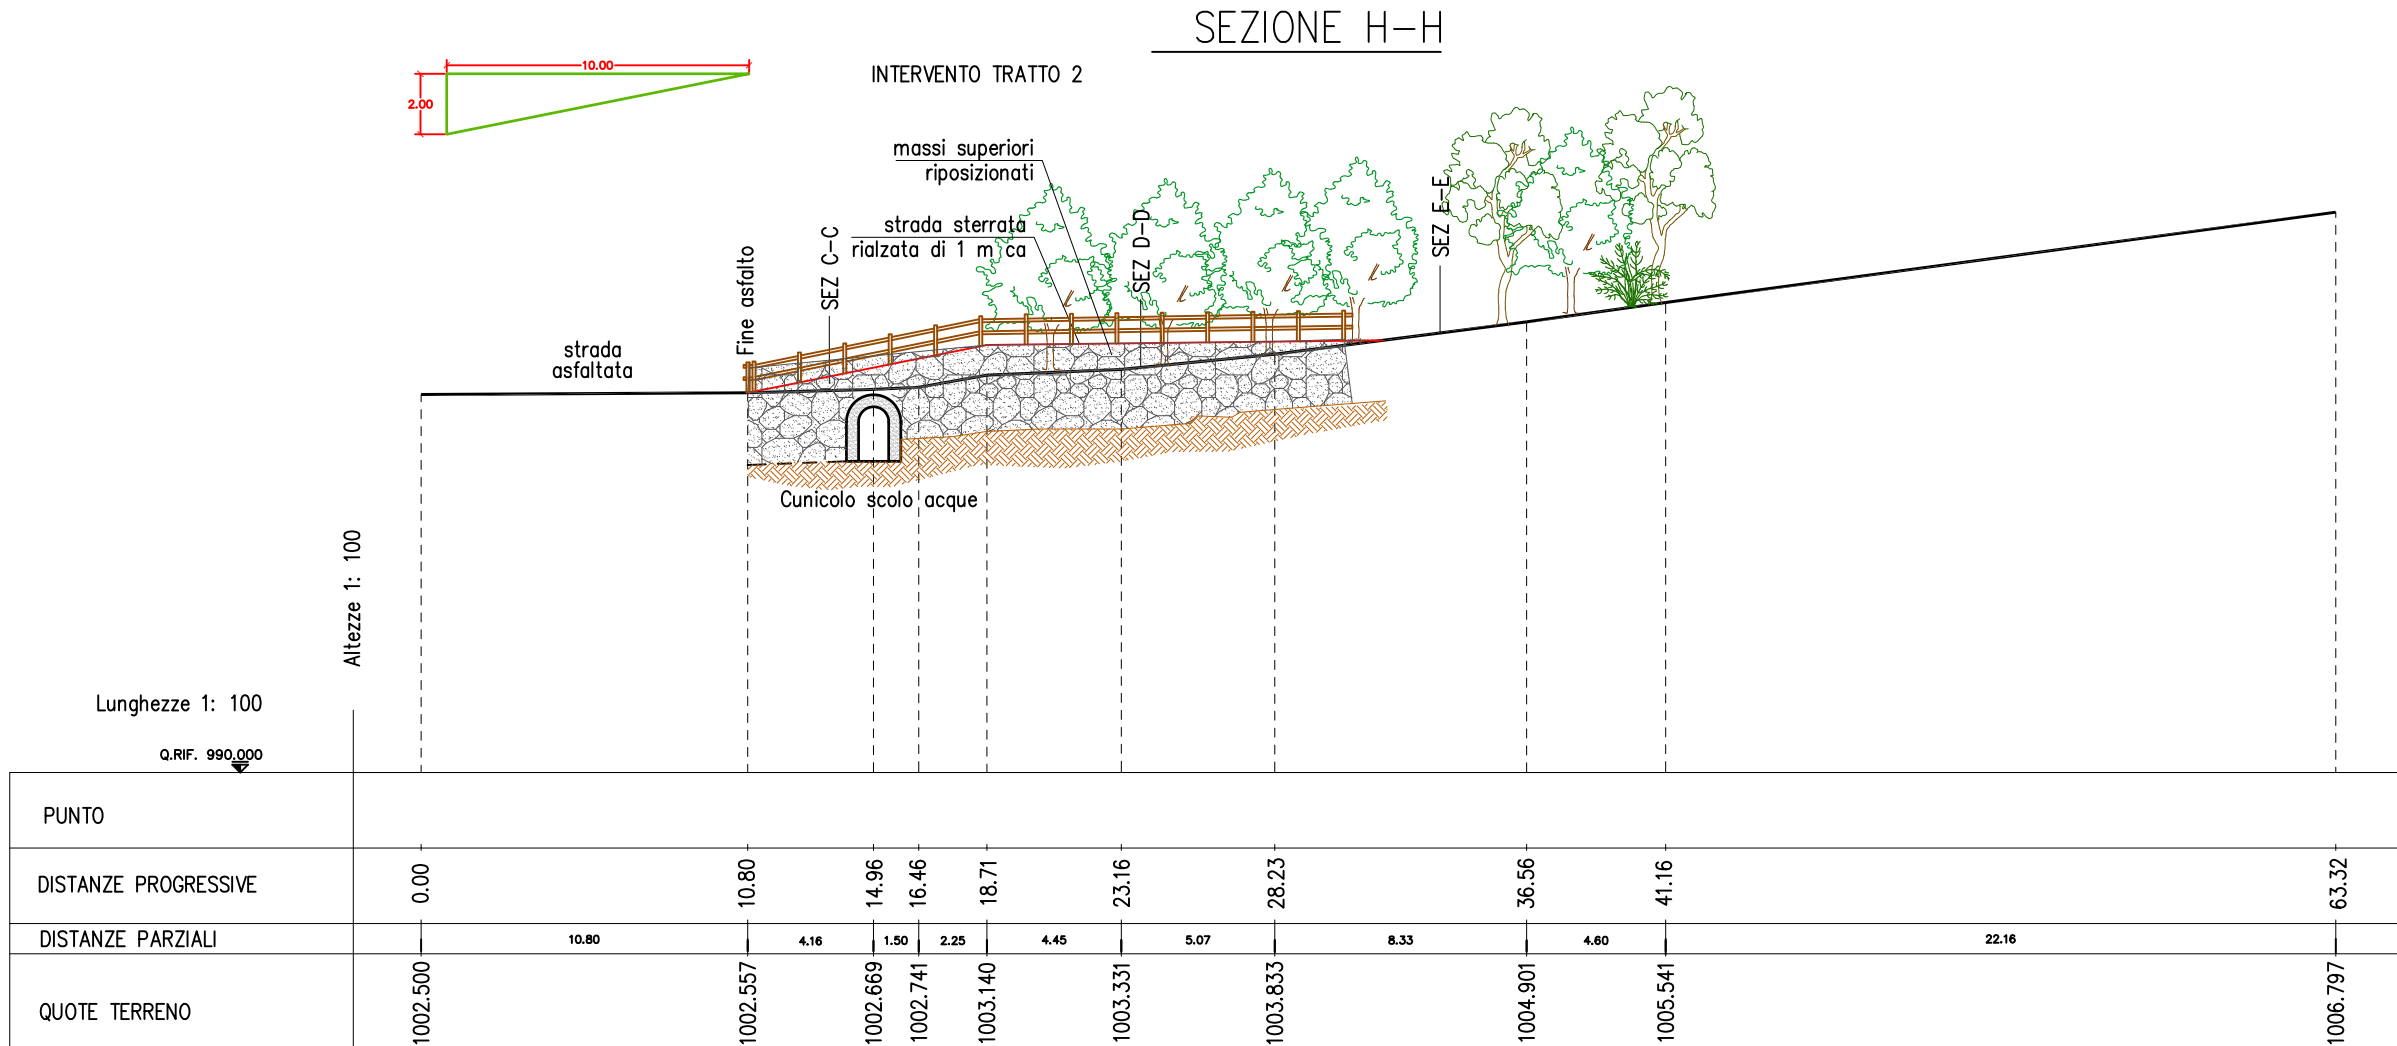 SEZIONE H-H
10.00
2.00
INTERVENTO TRATTO 2
massi superiori
riposizionati
strada sterrata
rialzata di 1 m ca
SEZ C-C
SEZ D-D
SEZ E-E
Fine asfalto
strada
asfaltata
Cunicolo scolo acque
Altezze 1: 100
Lunghezze 1: 100
Q.RIF. 990.000
PUNTO
DISTANZE PROGRESSIVE
0.00 10.80 14.96 16.46 18.71 23.16 28.23 36.56 41.16 63.32
DISTANZE PARZIALI
10.80 4.16 1.50 2.25 4.45 5.07 8.33 4.60 22.16
QUOTE TERRENO
1002.500 1002.557 1002.669 1002.741 1003.140 1003.331 1003.833 1004.901 1005.541 1006.797